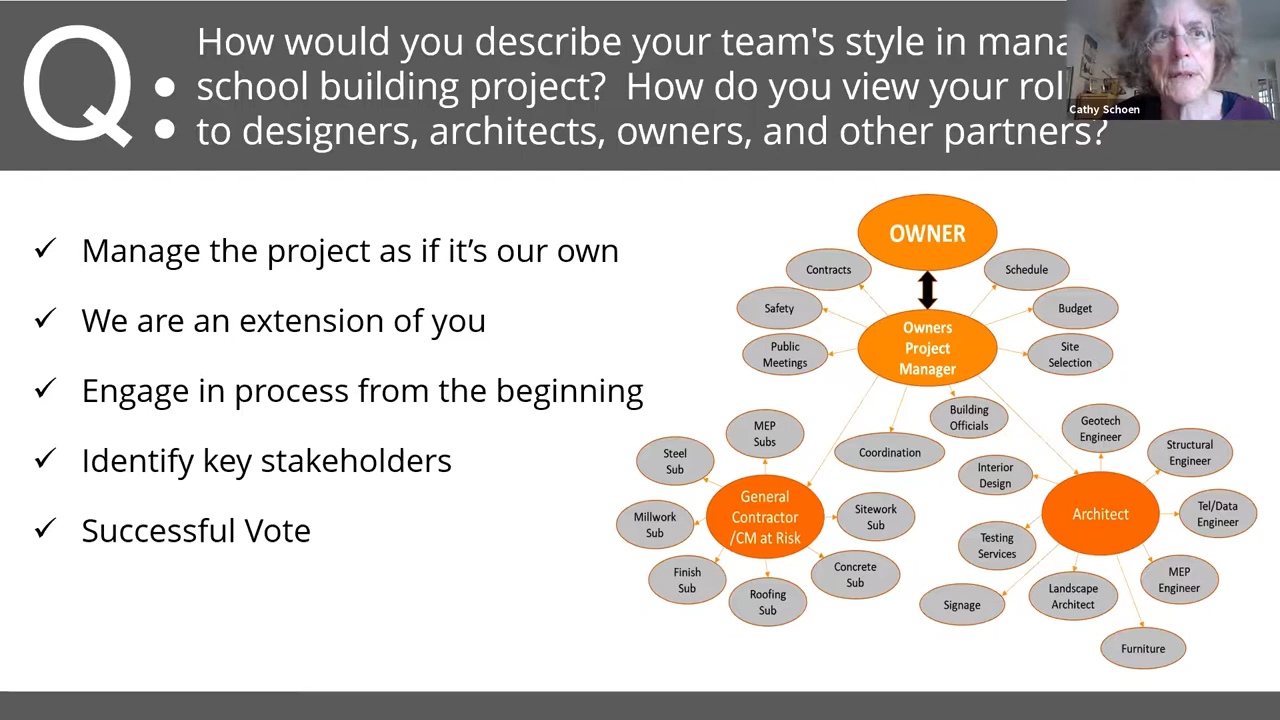 Q:
How would you describe your team's style in mana
school building project?  How do you view your rol
to designers, architects, owners, and other partners?
Cathy Schoen
✓ Manage the project as if it’s our own
✓ We are an extension of you
✓ Engage in process from the beginning
✓ Identify key stakeholders
✓ Successful Vote
OWNER
Contracts
Schedule
Safety
Budget
Owners
Project
Manager
Public
Meetings
Site
Selection
Building
Officials
Coordination
MEP
Subs
Steel
Sub
General
Contractor
/CM at Risk
Millwork
Sub
Sitework
Sub
Finish
Sub
Concrete
Sub
Roofing
Sub
Geotech
Engineer
Structural
Engineer
Interior
Design
Architect
Tel/Data
Engineer
Testing
Services
MEP
Engineer
Signage
Landscape
Architect
Furniture